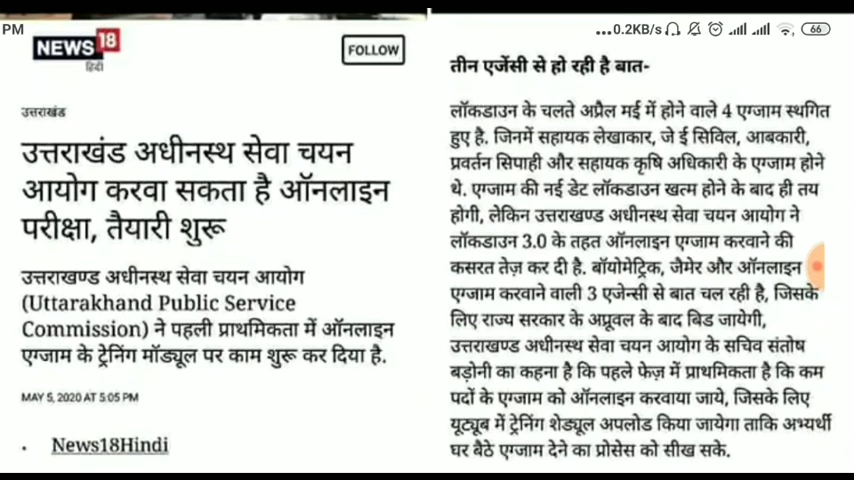 PM
NEWS 18
हिंदी
FOLLOW
उत्तराखंड
उत्तराखंड अधीनस्थ सेवा चयन
आयोग करवा सकता है ऑनलाइन
परीक्षा, तैयारी शुरू
उत्तराखण्ड अधीनस्थ सेवा चयन आयोग
(Uttarakhand Public Service
Commission) ने पहली प्राथमिकता में ऑनलाइन
एग्जाम के ट्रेनिंग मॉड्यूल पर काम शुरू कर दिया है.
MAY 5, 2020 AT 5:05 PM
· News18Hindi
...0.2KB/s 66
तीन एजेंसी से हो रही है बात-
लॉकडाउन के चलते अप्रैल मई में होने वाले 4 एग्जाम स्थगित
हुए है. जिनमें सहायक लेखाकार, जे ई सिविल, आबकारी,
प्रवर्तन सिपाही और सहायक कृषि अधिकारी के एग्जाम होने
थे. एग्जाम की नई डेट लॉकडाउन खत्म होने के बाद ही तय
होगी, लेकिन उत्तराखण्ड अधीनस्थ सेवा चयन आयोग ने
लॉकडाउन 3.0 के तहत ऑनलाइन एग्जाम करवाने की
कसरत तेज़ कर दी है. बॉयोमेट्रिक, जैमेर और ऑनलाइन
एग्जाम करवाने वाली 3 एजेन्सी से बात चल रही है, जिसके
लिए राज्य सरकार के अप्रूवल के बाद बिड जायेगी,
उत्तराखण्ड अधीनस्थ सेवा चयन आयोग के सचिव संतोष
बड़ोनी का कहना है कि पहले फेज़ में प्राथमिकता है कि कम
पदों के एग्जाम को ऑनलाइन करवाया जाये, जिसके लिए
यूट्यूब में ट्रेनिंग शेड्यूल अपलोड किया जायेगा ताकि अभ्यर्थी
घर बैठे एग्जाम देने का प्रोसेस को सीख सके.